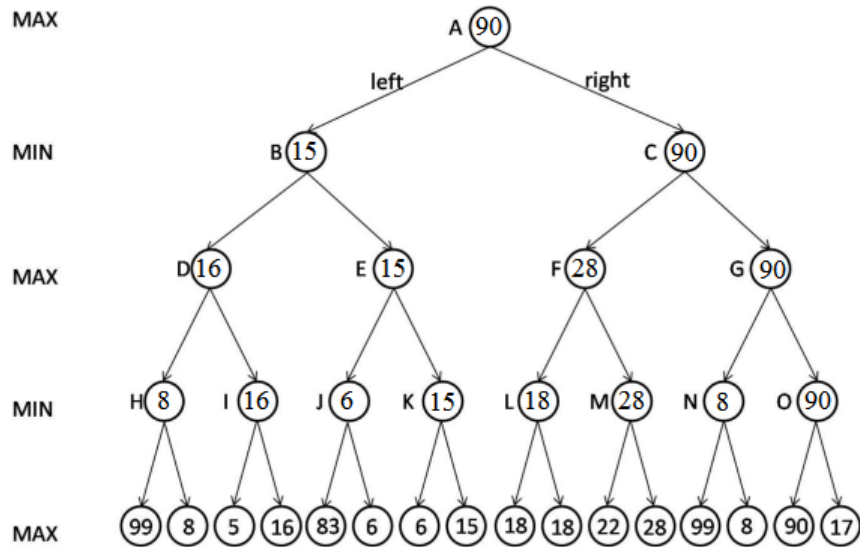 MAX A 90
left right
MIN B 15 C 90
MAX D 16 E 15 F 28 G 90
MIN H 8 I 16 J 6 K 15 L 18 M 28 N 8 O 90
MAX 99 8 5 16 83 6 6 15 18 18 22 28 99 8 90 17